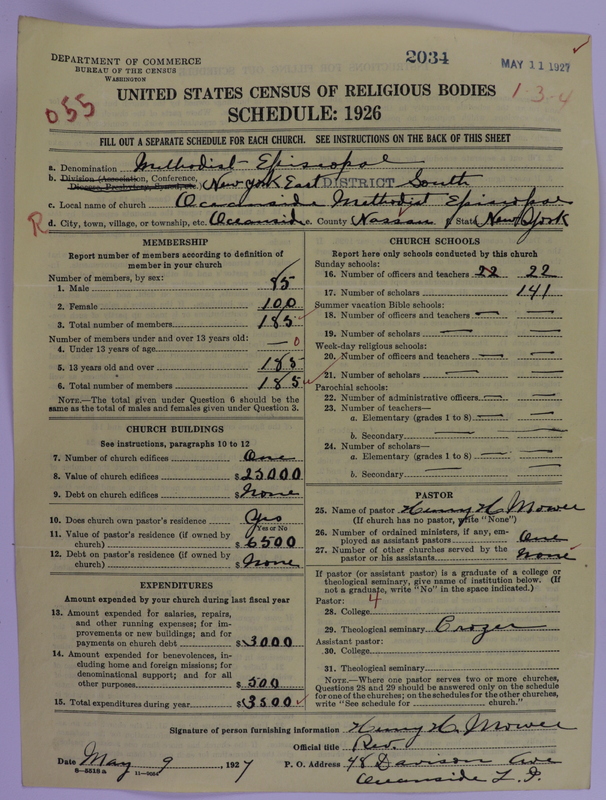 DEPARTMENT OF COMMERCE
BUREAU OF THE CENSUS
WASHINGTON
2034
MAY 11 1927
055
1-3-4
UNITED STATES CENSUS OF RELIGIOUS BODIES
SCHEDULE: 1926
FILL OUT A SEPARATE SCHEDULE FOR EACH CHURCH. SEE INSTRUCTIONS ON THE BACK OF THIS SHEET
a. Denomination Methodist Episcopal
b. Division (Association, Conference, Diocese, Presbytery, Synod, etc. New York East DISTRICT South
c. Local name of church Oceanside Methodist Episcopal
R d. City, town, village, or township, etc. Oceanside e. County Nassau f State New York
MEMBERSHIP
Report number of members according to definition of
member in your church
Number of members, by sex:
1. Male 85
2. Female 100
3. Total number of members 185
Number of members under and over 13 years old:
4. Under 13 years of age — 0
5. 13 years old and over 185
6. Total number of members 185
NOTE.—The total given under Question 6 should be the
same as the total of males and females given under Question 3.
CHURCH BUILDINGS
See instructions, paragraphs 10 to 12
7. Number of church edifices One
8. Value of church edifices $25000
9. Debt on church edifices $None
10. Does church own pastor's residence Yes
Yes or No
11. Value of pastor's residence (if owned by
church) $6500
12. Debt on pastor's residence (if owned by
church) $None
EXPENDITURES
Amount expended by your church during last fiscal year
13. Amount expended for salaries, repairs,
and other running expenses; for im-
provements or new buildings; and for
payments on church debt $3000
14. Amount expended for benevolences, in-
cluding home and foreign missions; for
denominational support; and for all
other purposes $500
15. Total expenditures during year $3500
CHURCH SCHOOLS
Report here only schools conducted by this church
Sunday schools:
16. Number of officers and teachers 22 22
17. Number of scholars 141
Summer vacation Bible schools:
18. Number of officers and teachers — —
19. Number of scholars — —
Week-day religious schools:
20. Number of officers and teachers — —
21. Number of scholars — —
Parochial schools:
22. Number of administrative officers — —
23. Number of teachers—
a. Elementary (grades 1 to 8) — —
b. Secondary — —
24. Number of scholars—
a. Elementary (grades 1 to 8) — —
b. Secondary — —
PASTOR
25. Name of pastor Henry H. Mower
(If church has no pastor, write "None")
26. Number of ordained ministers, if any, em-
ployed as assistant pastors One
27. Number of other churches served by the
pastor or his assistants None
If pastor (or assistant pastor) is a graduate of a college or
theological seminary, give name of institution below. (If
not a graduate, write "No" in the space indicated.)
Pastor: 4
28. College
29. Theological seminary Crozer
Assistant pastor:
30. College
31. Theological seminary
NOTE.—Where one pastor serves two or more churches,
Questions 28 and 29 should be answered only on the schedule
for one of the churches; on the schedules for the other churches,
write "See schedule for church."
Signature of person furnishing information Henry H. Mower
Official title Rev.
Date May 9, 1927 P. O. Address 48 Davison Ave
Oceanside L. I.
8-5518 a 11-9054